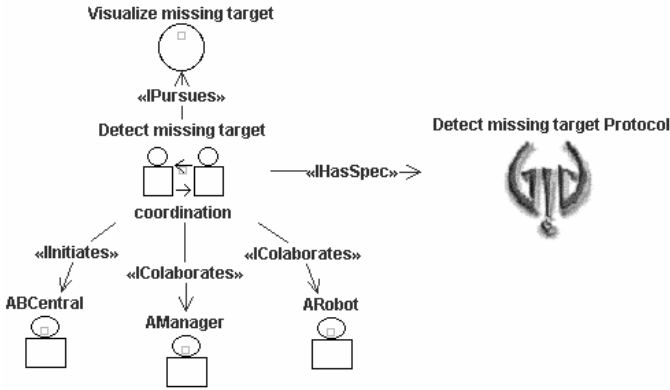 Visualize missing target
«IPursues»
Detect missing target
Detect missing target Protocol
«IHasSpec»
coordination
«IInitiates»
«IColaborates»
«IColaborates»
ABCentral
AManager
ARobot